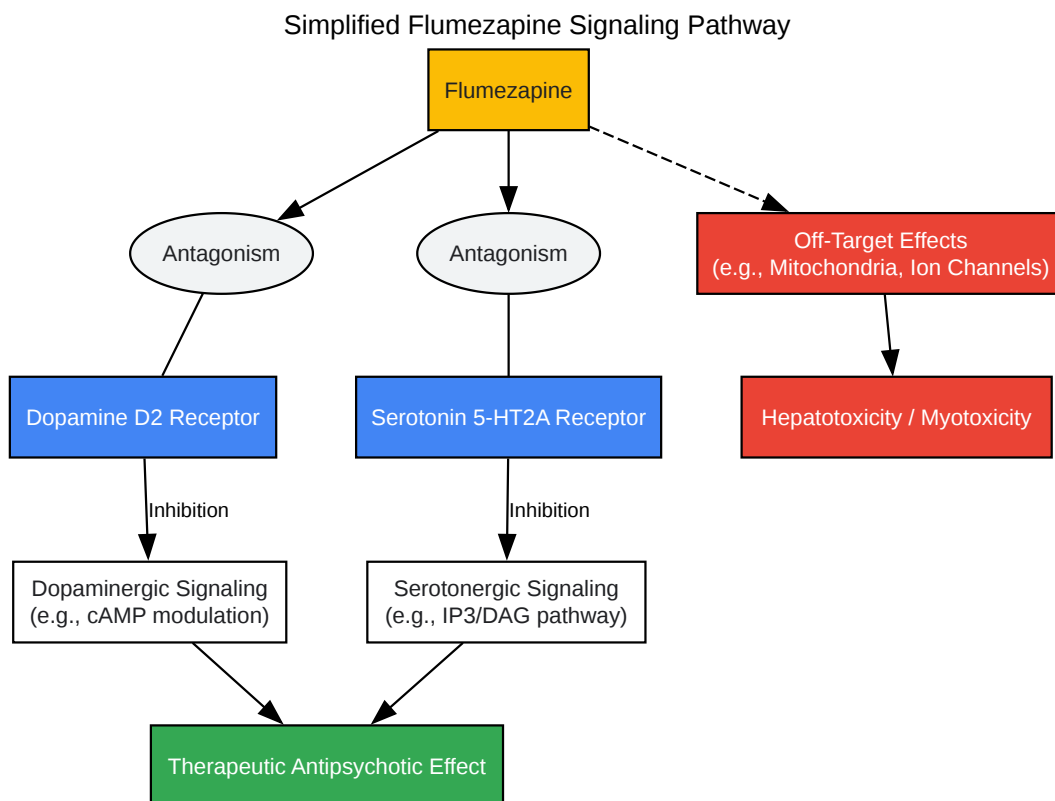 Simplified Flumezapine Signaling Pathway
Flumezapine
Antagonism
Antagonism
Off-Target Effects
(e.g., Mitochondria, Ion Channels)
Dopamine D2 Receptor
Serotonin 5-HT2A Receptor
Hepatotoxicity / Myotoxicity
Inhibition
Inhibition
Dopaminergic Signaling
(e.g., cAMP modulation)
Serotonergic Signaling
(e.g., IP3/DAG pathway)
Therapeutic Antipsychotic Effect